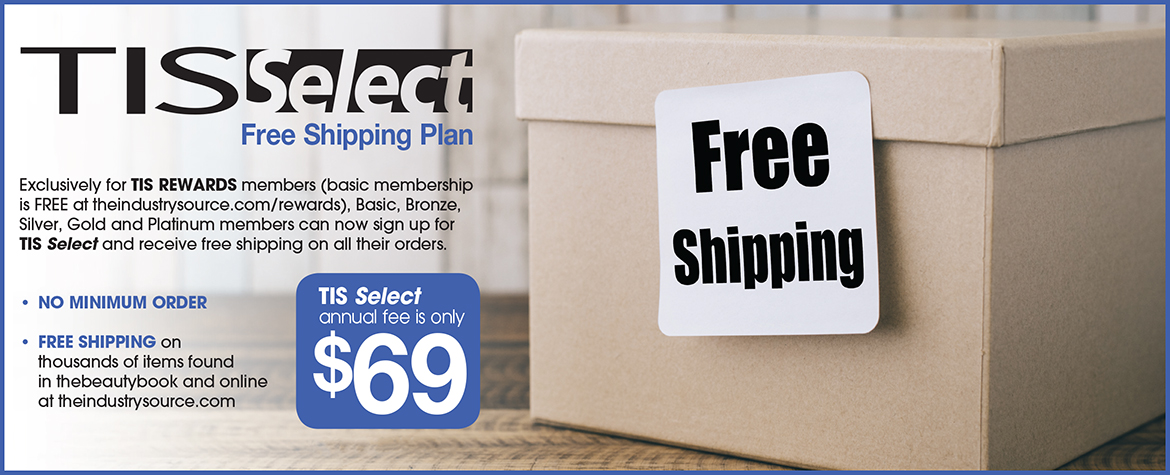 TISSelect
Free Shipping Plan
Exclusively for TIS REWARDS members (basic membership
is FREE at theindustrysource.com/rewards), Basic, Bronze,
Silver, Gold and Platinum members can now sign up for
TIS Select and receive free shipping on all their orders.
• NO MINIMUM ORDER
• FREE SHIPPING on
thousands of items found
in thebeautybook and online
at theindustrysource.com
TIS Select
annual fee is only
$69
Free
Shipping